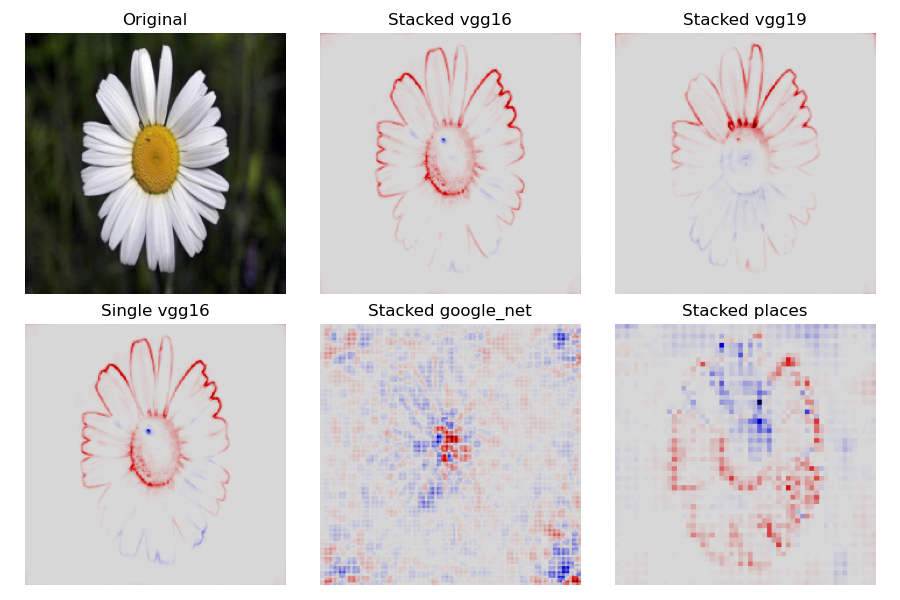 Original
Stacked vgg16
Stacked vgg19
Single vgg16
Stacked google_net
Stacked places